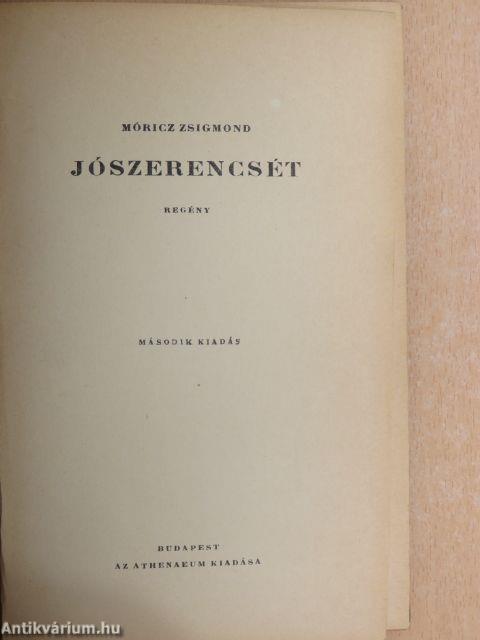 MÓRICZ ZSIGMOND
JÓSZERENCSÉT
REGÉNY
MÁSODIK KIADÁS
BUDAPEST
AZ ATHENAEUM KIADÁSA
Antikvárium.hu